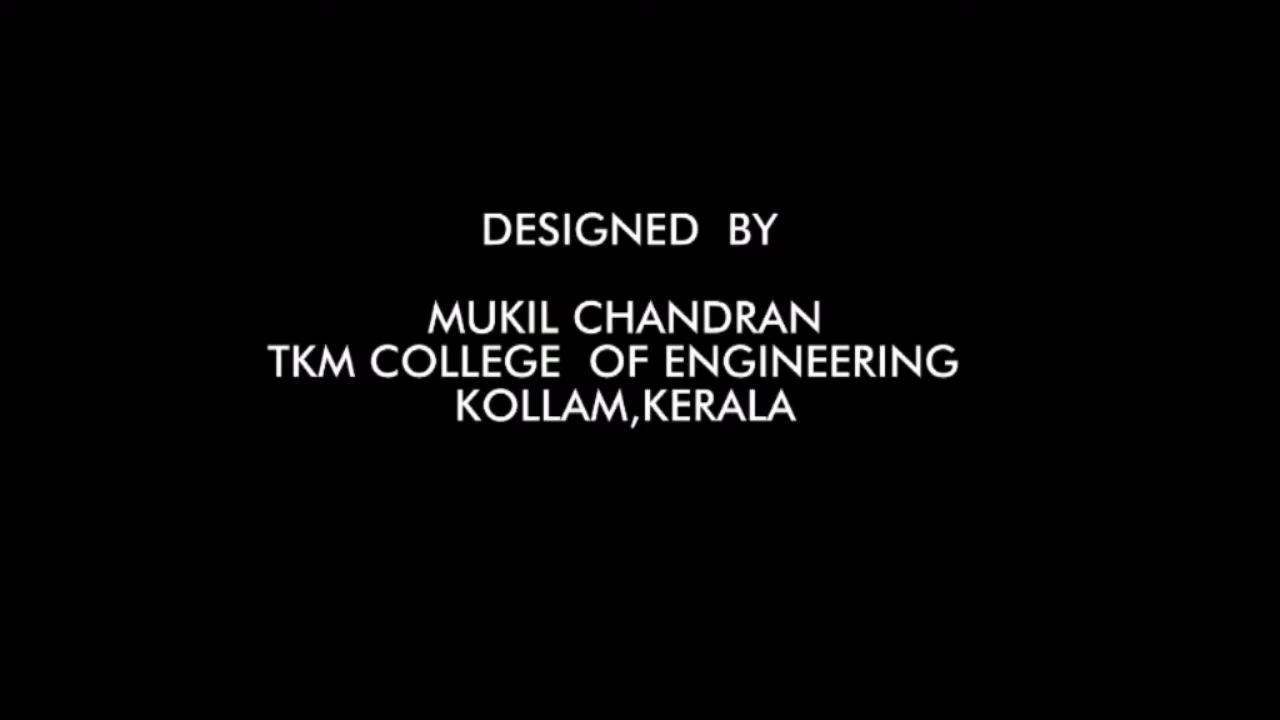 DESIGNED  BY
MUKIL CHANDRAN
TKM COLLEGE  OF ENGINEERING
KOLLAM,KERALA